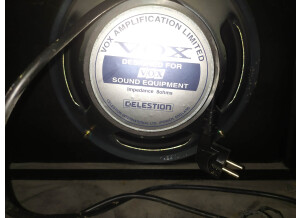 VOX AMPLIFICATION LIMITED
VOX
DESIGNED FOR
VOX
SOUND EQUIPMENT
Impedance 8ohms
CELESTION